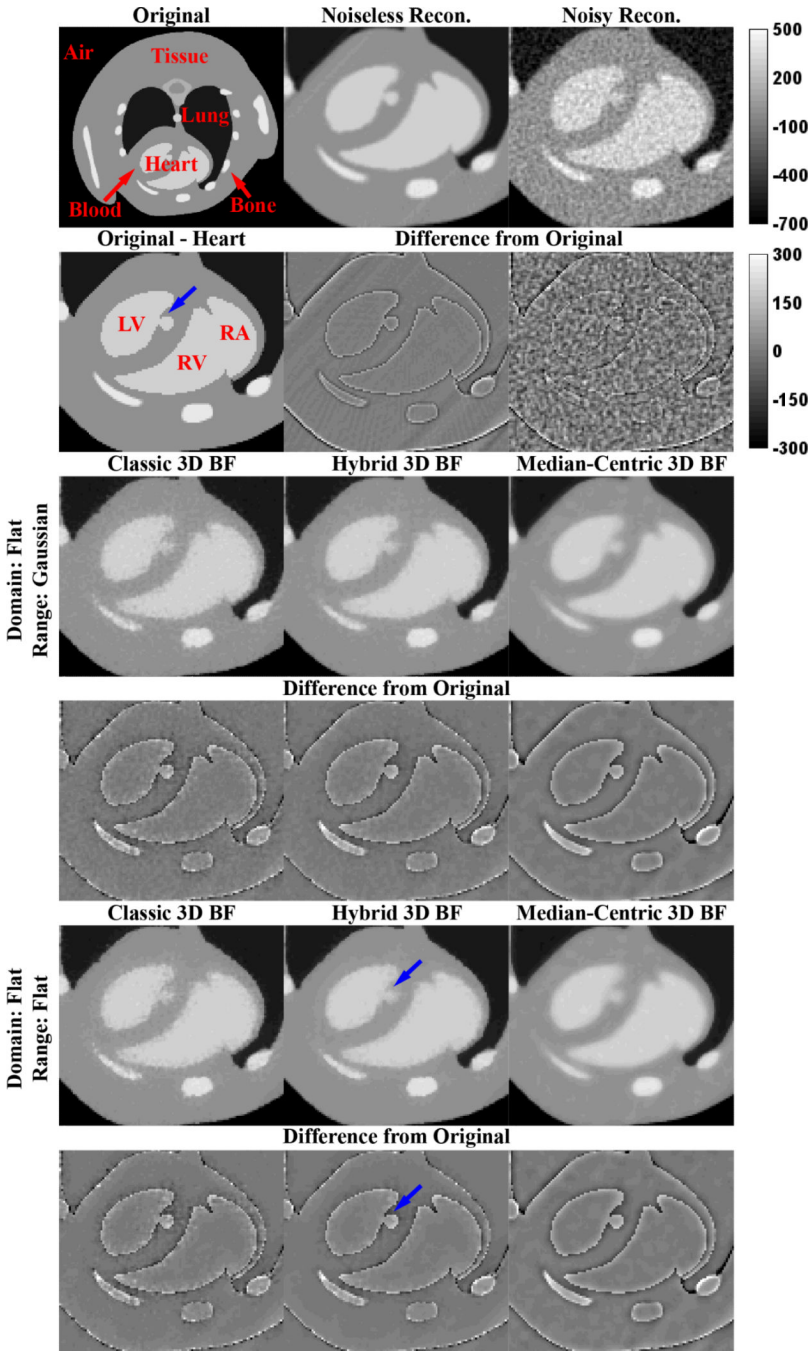 Original
Noiseless Recon.
Noisy Recon.
Air
Tissue
Lung
Heart
Blood
Bone
500
200
-100
-400
-700
Original - Heart
Difference from Original
LV
RV
RA
300
150
0
-150
-300
Classic 3D BF
Hybrid 3D BF
Median-Centric 3D BF
Domain: Flat
Range: Gaussian
Difference from Original
Classic 3D BF
Hybrid 3D BF
Median-Centric 3D BF
Domain: Flat
Range: Flat
Difference from Original